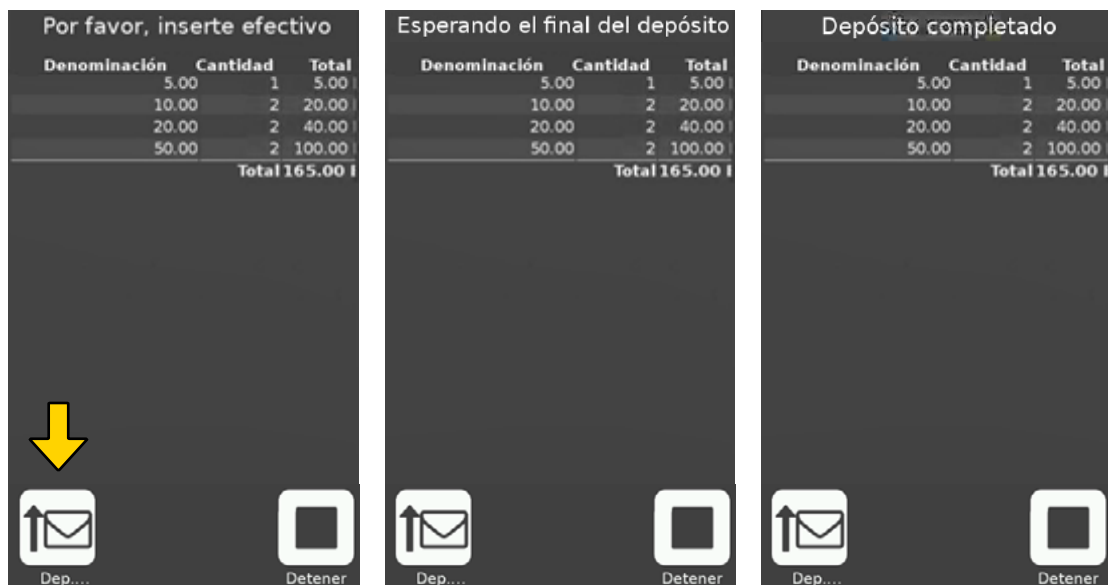 Por favor, inserte efectivo
Denominación Cantidad Total
5.00 1 5.00
10.00 2 20.00
20.00 2 40.00
50.00 2 100.00
Total 165.00
Dep.... Detener
Esperando el final del depósito
Denominación Cantidad Total
5.00 1 5.00
10.00 2 20.00
20.00 2 40.00
50.00 2 100.00
Total 165.00
Dep.... Detener
Depósito completado
Denominación Cantidad Total
5.00 1 5.00
10.00 2 20.00
20.00 2 40.00
50.00 2 100.00
Total 165.00
Dep.... Detener